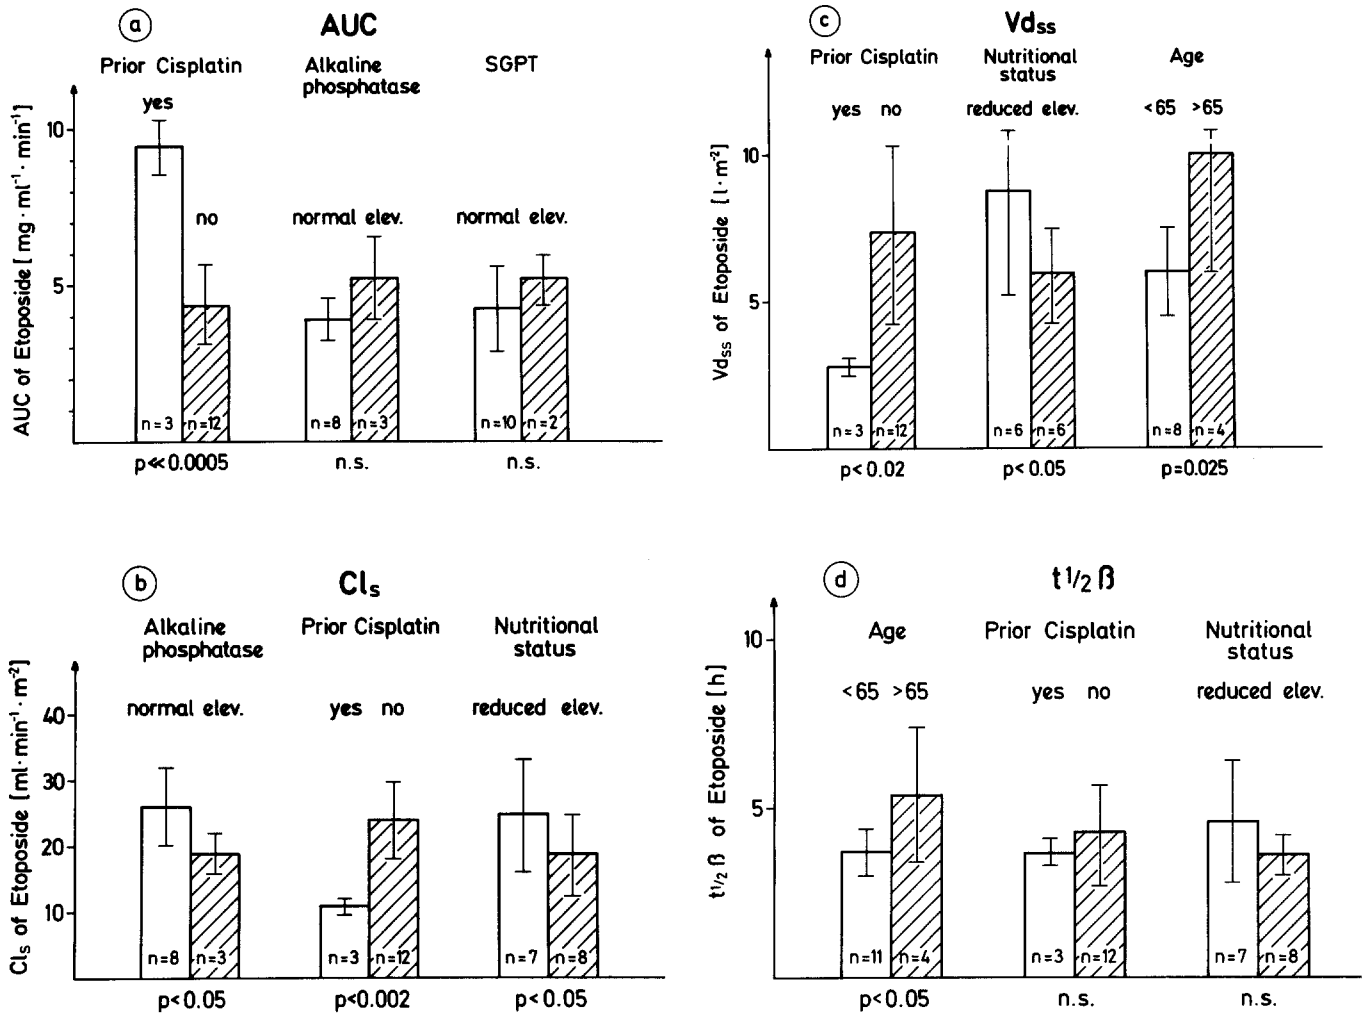 a AUC
Prior Cisplatin Alkaline phosphatase SGPT
yes
no normal elev. normal elev.
AUC of Etoposide [mg·ml⁻¹·min⁻¹]
10
5
n=3 n=12 n=8 n=3 n=10 n=2
p≪0.0005 n.s. n.s.
c Vdss
Prior Cisplatin Nutritional status Age
yes no reduced elev. <65 >65
Vdss of Etoposide [l·m⁻²]
10
5
n=3 n=12 n=6 n=6 n=8 n=4
p<0.02 p<0.05 p=0.025
b Cls
Alkaline phosphatase Prior Cisplatin Nutritional status
normal elev. yes no reduced elev.
Cls of Etoposide [ml·min⁻¹·m⁻²]
40
30
20
10
n=8 n=3 n=3 n=12 n=7 n=8
p<0.05 p<0.002 p<0.05
d t1/2 β
Age Prior Cisplatin Nutritional status
<65 >65 yes no reduced elev.
t1/2 β of Etoposide [h]
10
5
n=11 n=4 n=3 n=12 n=7 n=8
p<0.05 n.s. n.s.